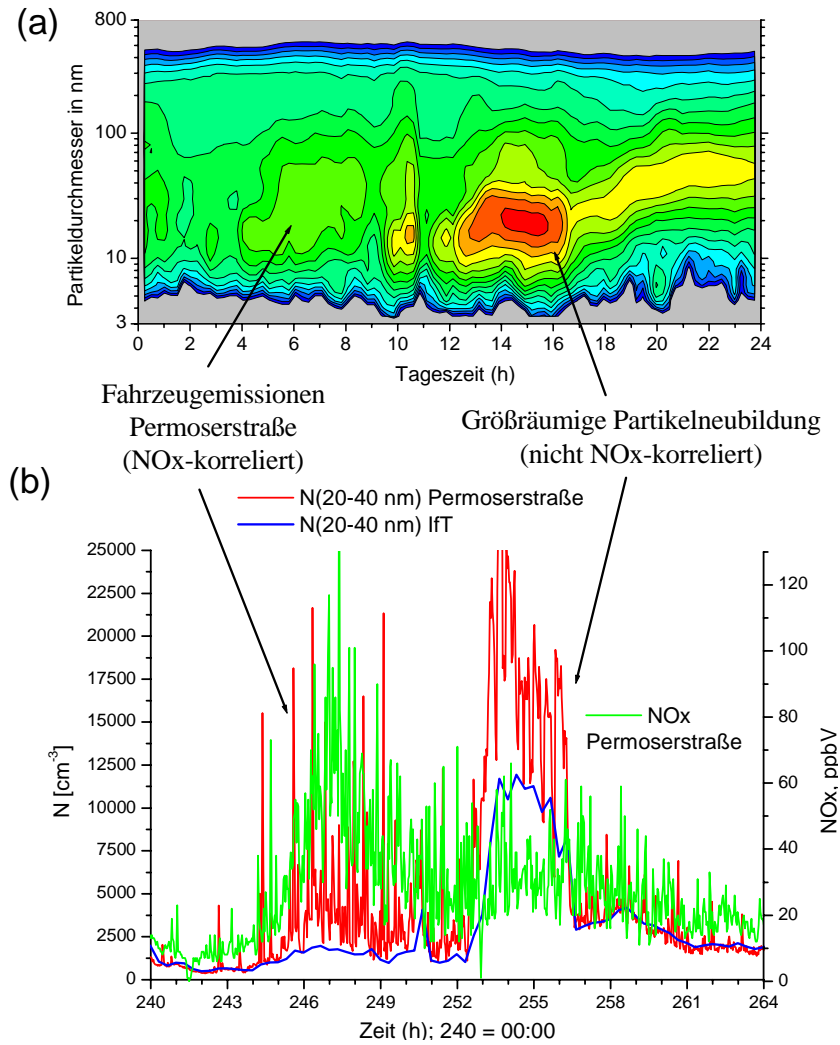 (a)
800
100
10
3
Partikeldurchmesser in nm
0 2 4 6 8 10 12 14 16 18 20 22 24
Tageszeit (h)
Fahrzeugemissionen
Permoserstraße
(NOx-korreliert)
Größräumige Partikelneubildung
(nicht NOx-korreliert)
(b)
N(20-40 nm) Permoserstraße
N(20-40 nm) IfT
25000
22500
20000
17500
15000
12500
10000
7500
5000
2500
0
N [cm-3]
NOx
Permoserstraße
120
100
80
60
40
20
0
NOx, ppbV
240 243 246 249 252 255 258 261 264
Zeit (h); 240 = 00:00